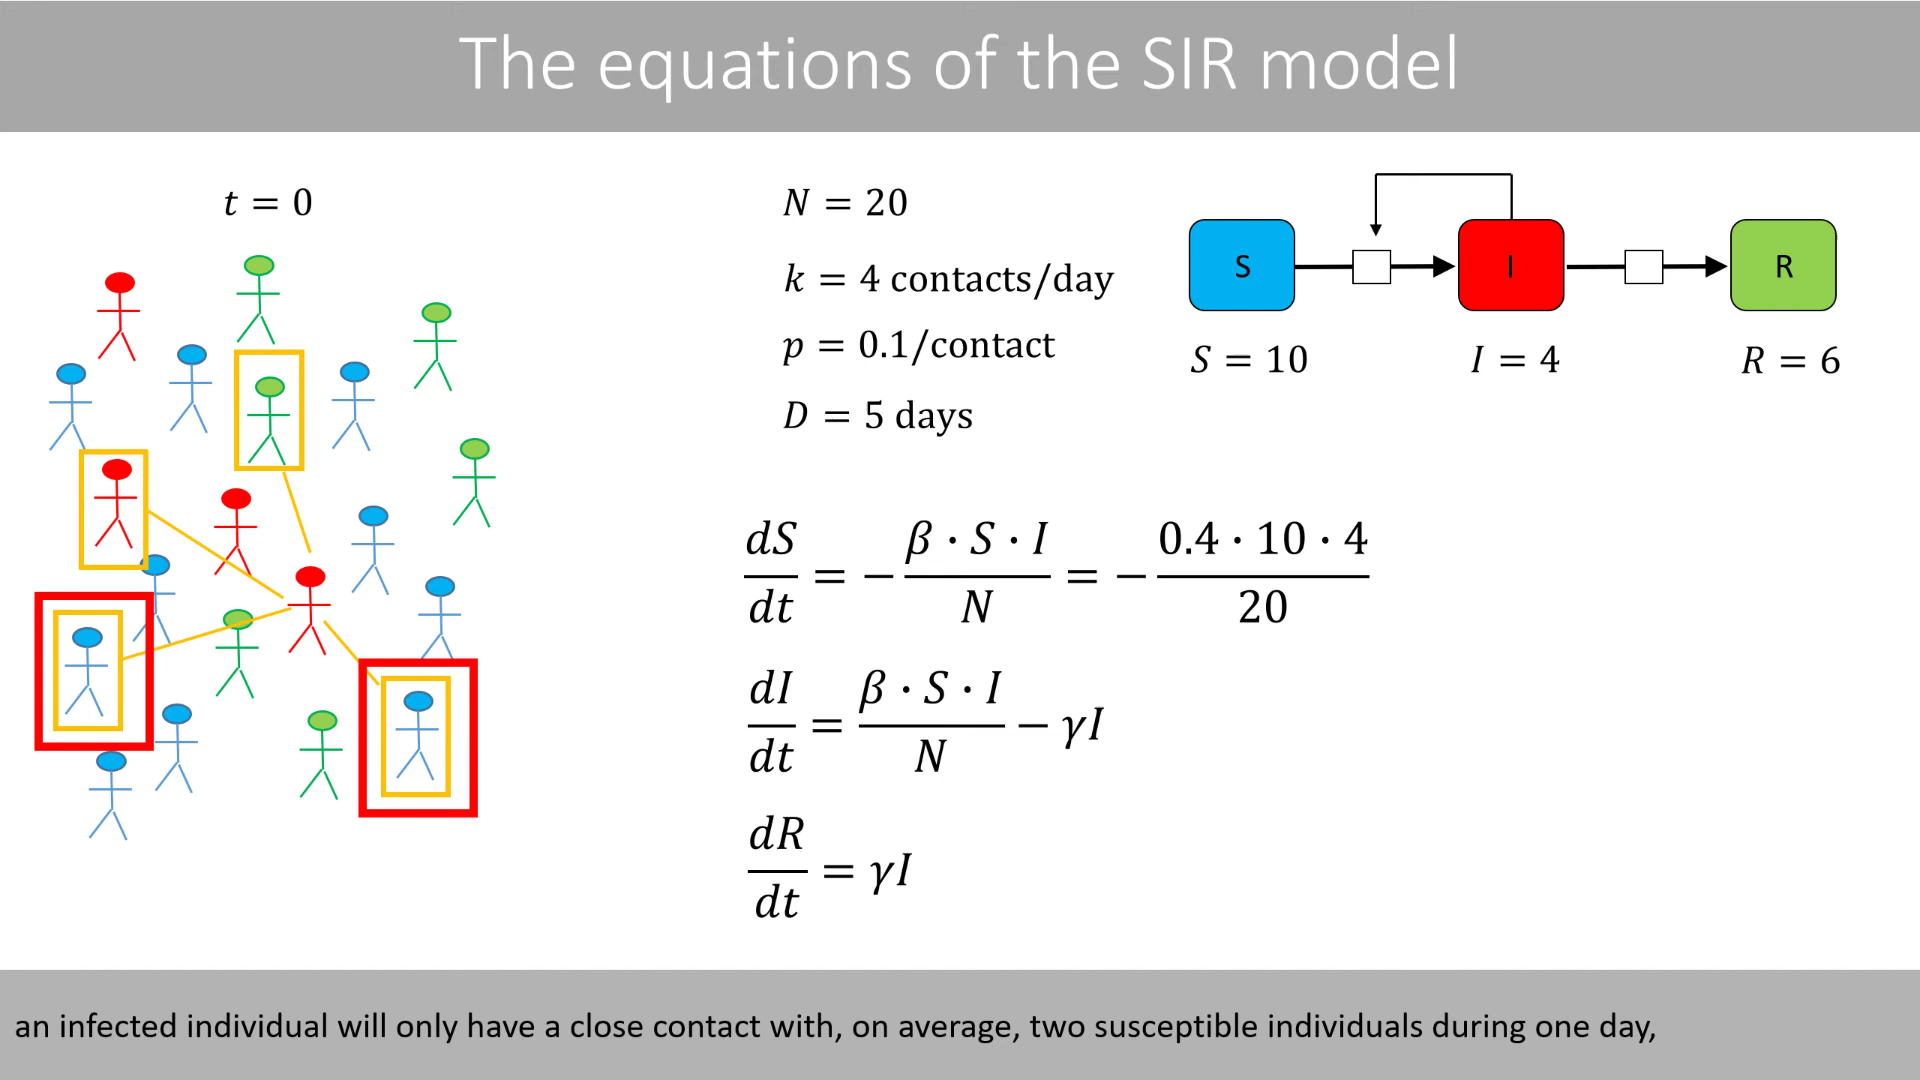 The equations of the SIR model
t = 0
N = 20
k = 4 contacts/day
p = 0.1/contact
D = 5 days
S
I
R
S = 10
I = 4
R = 6
dS/dt = −β · S · I/N = −0.4 · 10 · 4/20
dI/dt = β · S · I/N − γI
dR/dt = γI
an infected individual will only have a close contact with, on average, two susceptible individuals during one day,